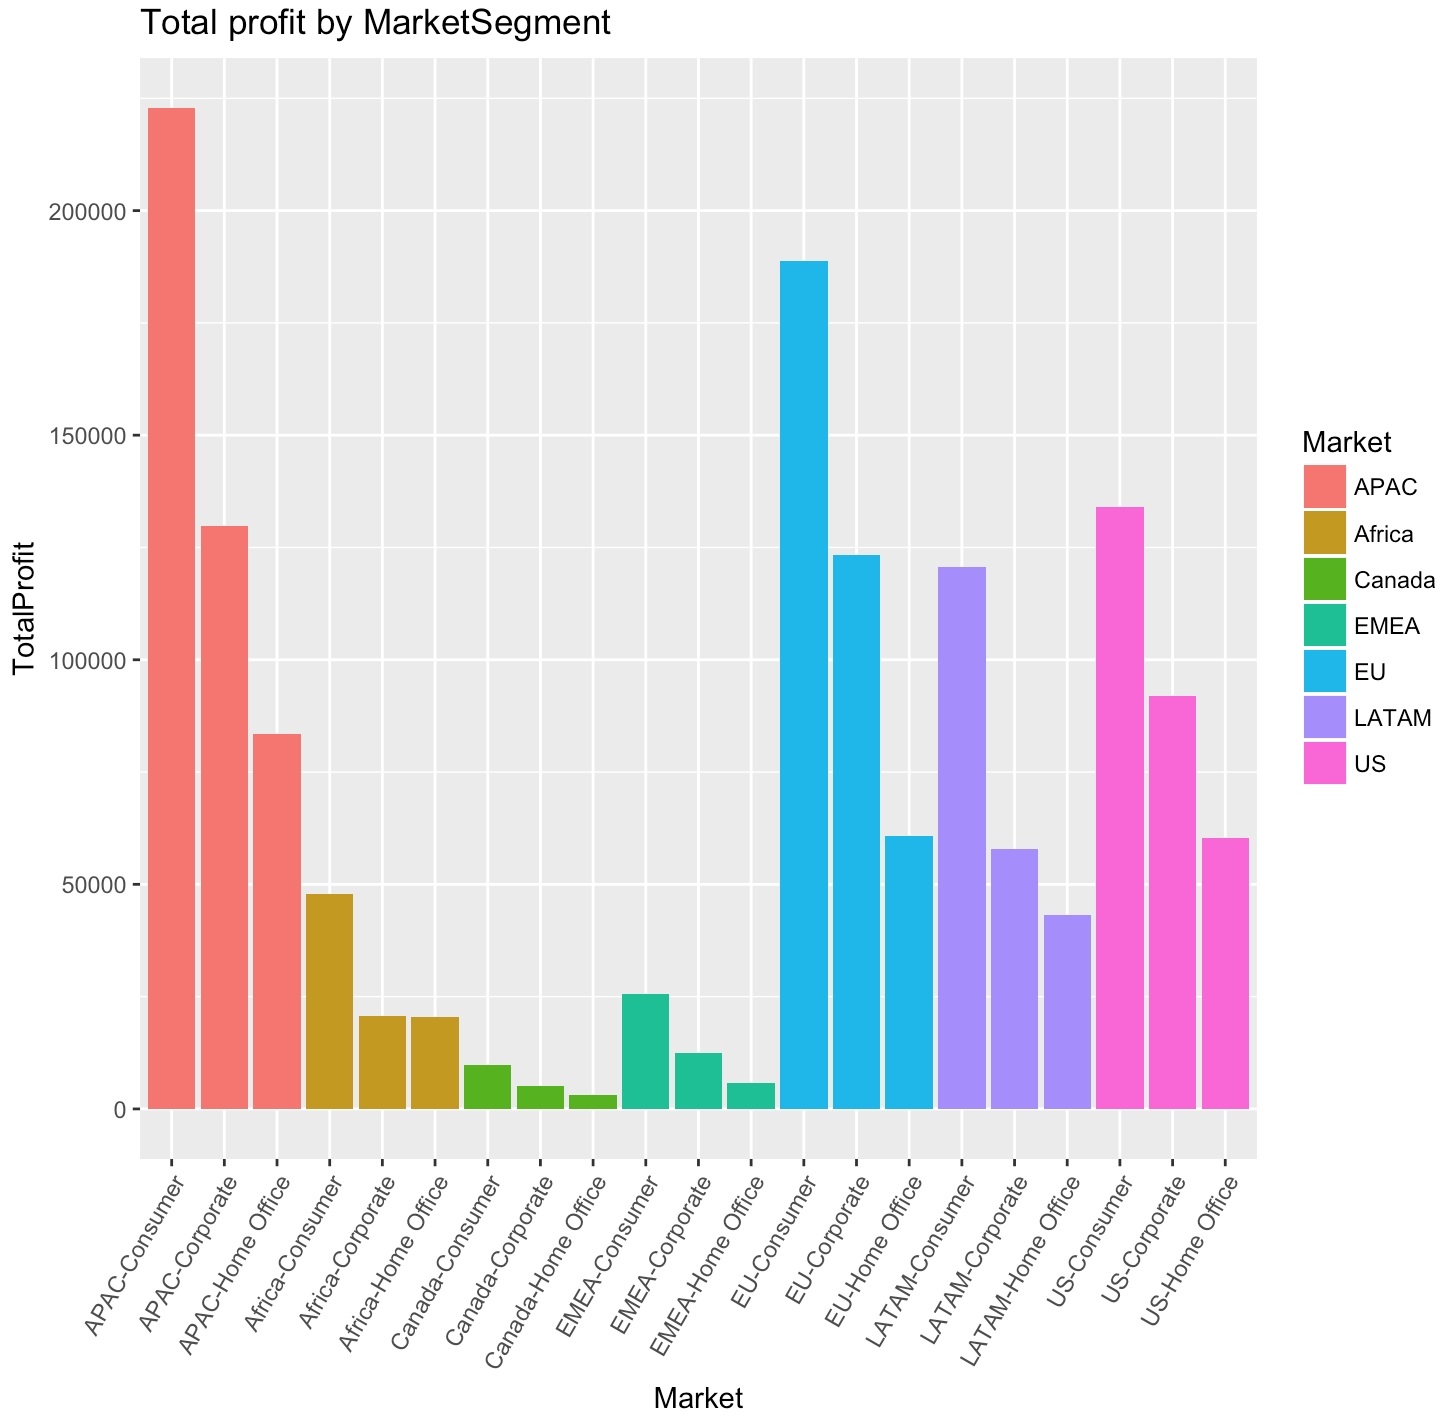 Total profit by MarketSegment
TotalProfit
200000
150000
100000
50000
0
APAC-Consumer
APAC-Corporate
APAC-Home Office
Africa-Consumer
Africa-Corporate
Africa-Home Office
Canada-Consumer
Canada-Corporate
Canada-Home Office
EMEA-Consumer
EMEA-Corporate
EMEA-Home Office
EU-Consumer
EU-Corporate
EU-Home Office
LATAM-Consumer
LATAM-Corporate
LATAM-Home Office
US-Consumer
US-Corporate
US-Home Office
Market
Market
APAC
Africa
Canada
EMEA
EU
LATAM
US